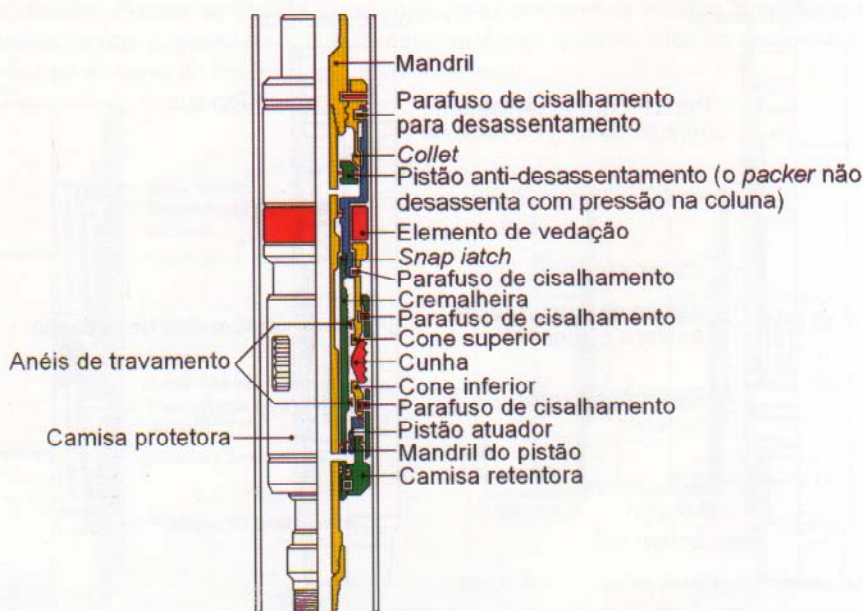 Mandril
Parafuso de cisalhamento
para desassentamento
Collet
Pistão anti-desassentamento (o packer não
desassenta com pressão na coluna)
Elemento de vedação
Snap iatch
Parafuso de cisalhamento
Cremalheira
Parafuso de cisalhamento
Cone superior
Anéis de travamento
Cunha
Cone inferior
Parafuso de cisalhamento
Camisa protetora
Pistão atuador
Mandril do pistão
Camisa retentora